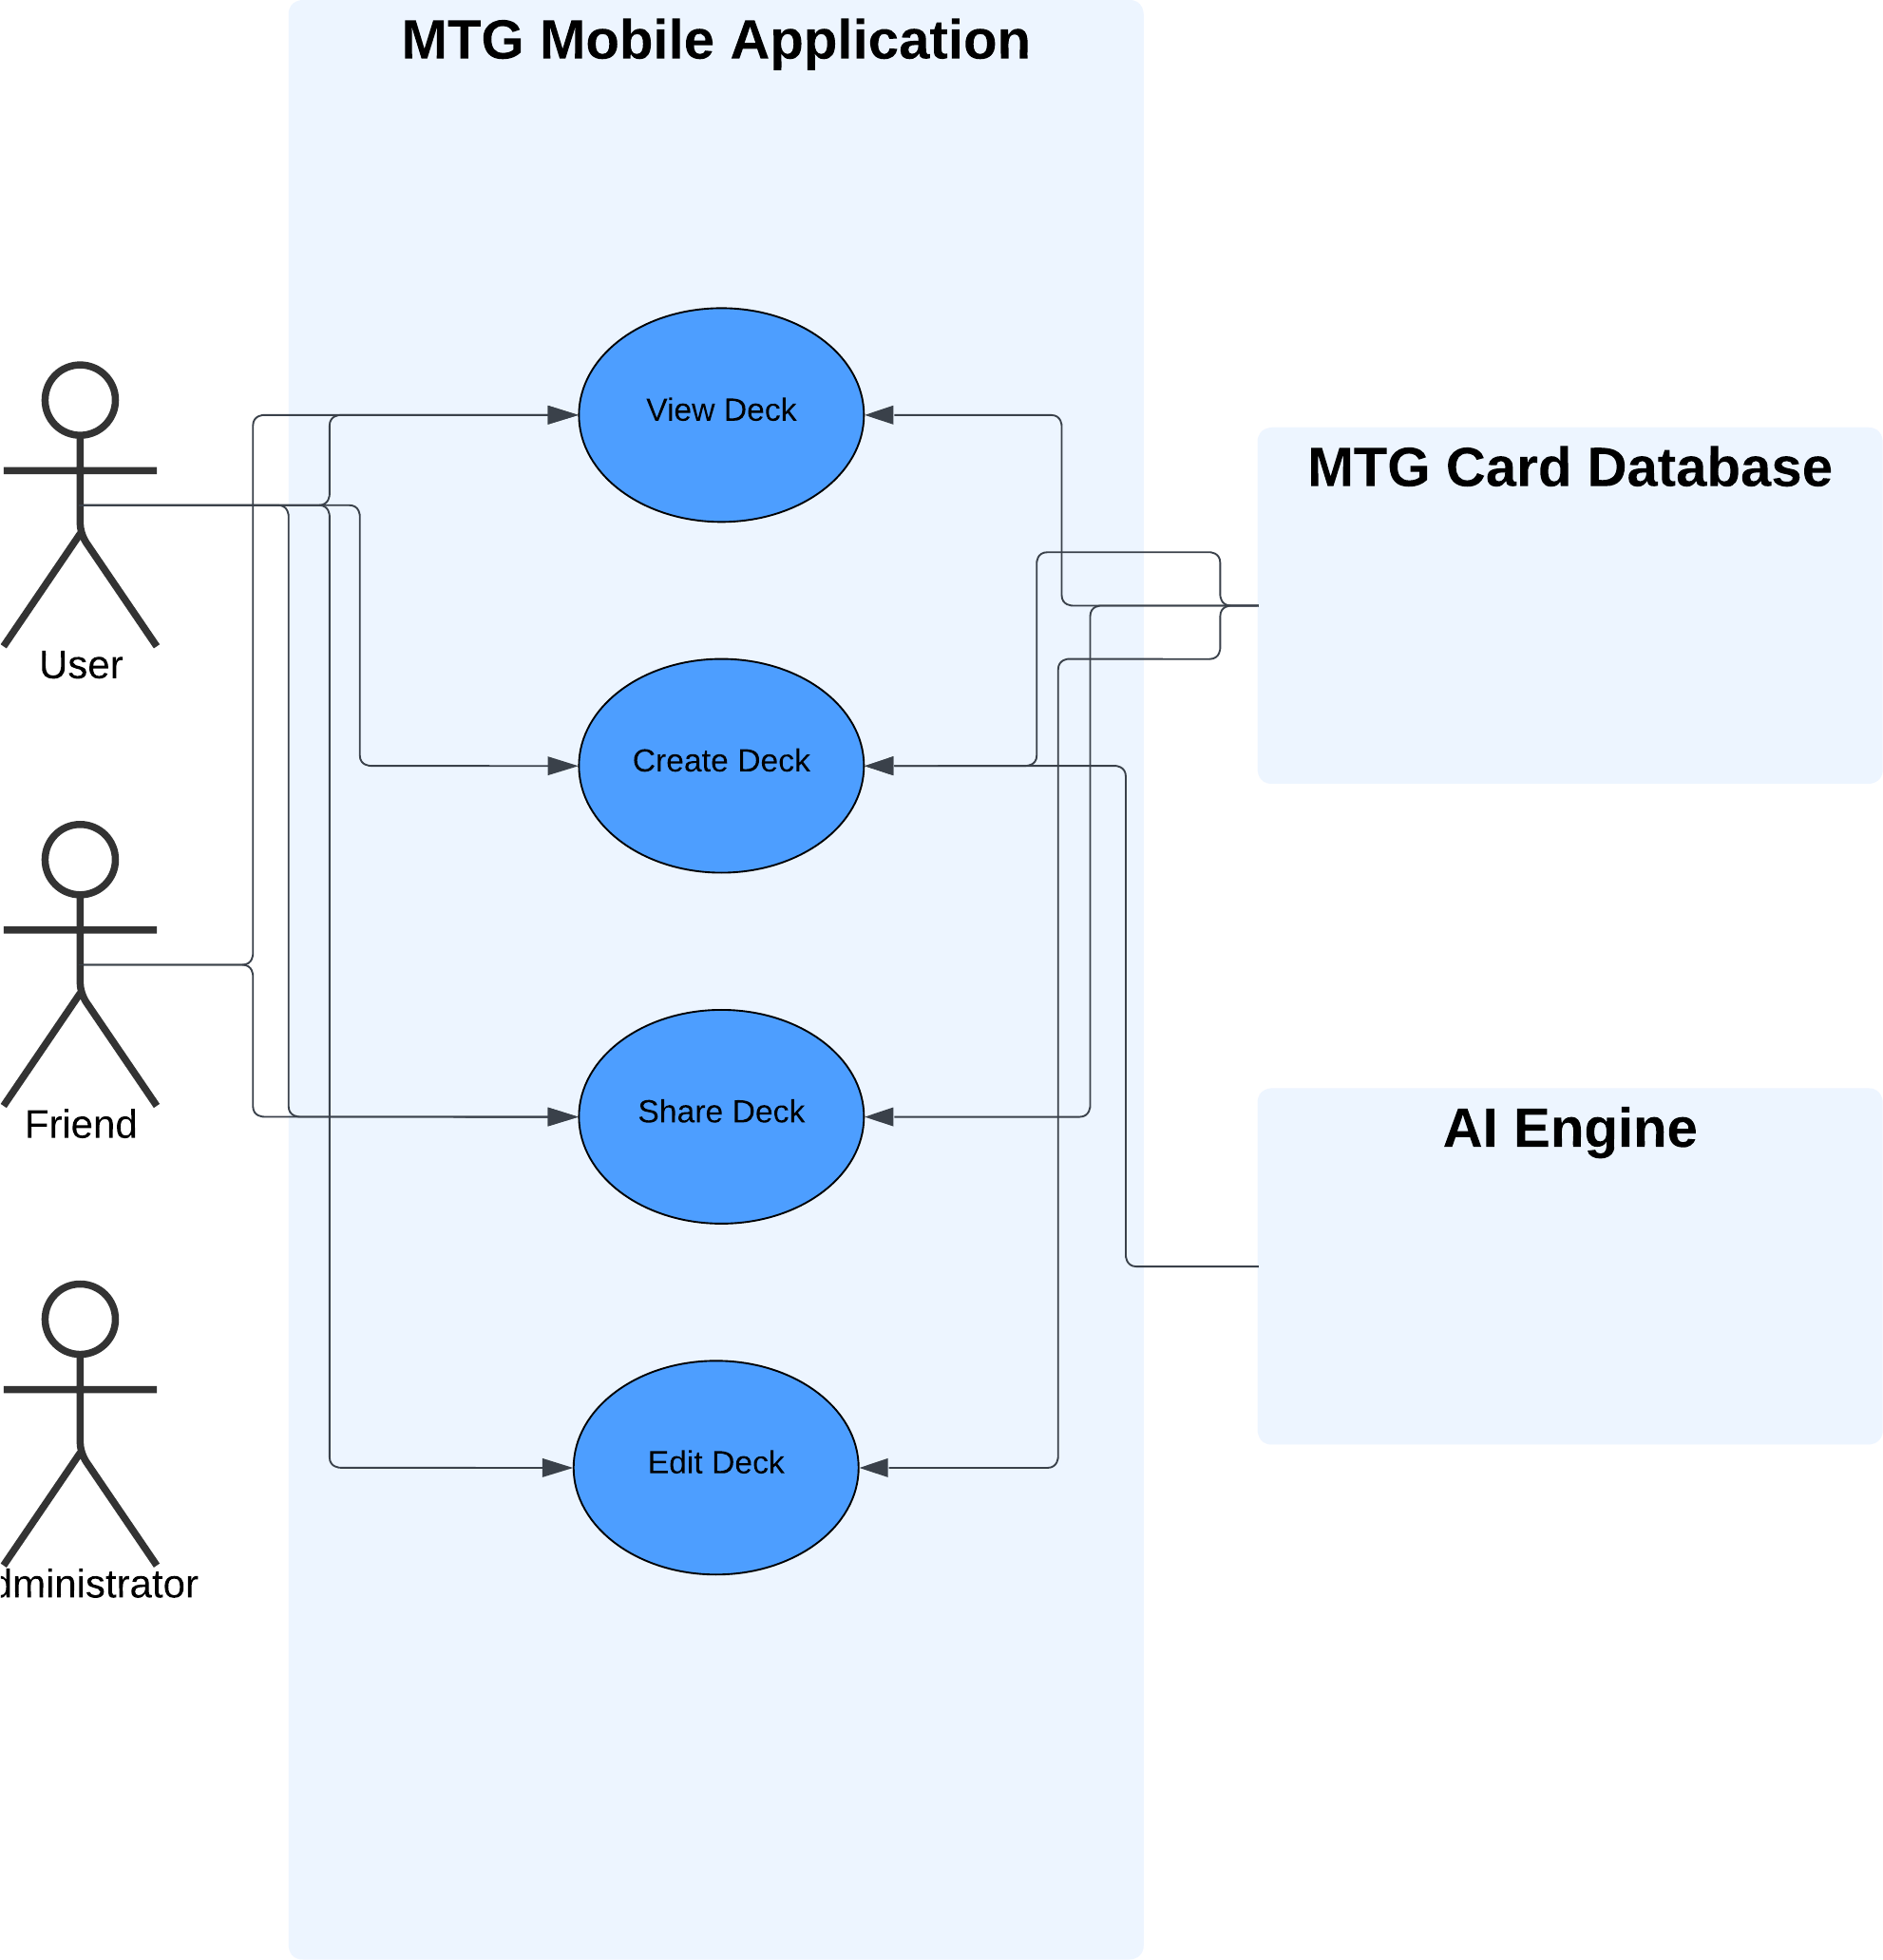 MTG Mobile Application
View Deck
MTG Card Database
User
Create Deck
Share Deck
AI Engine
Friend
Edit Deck
dministrator